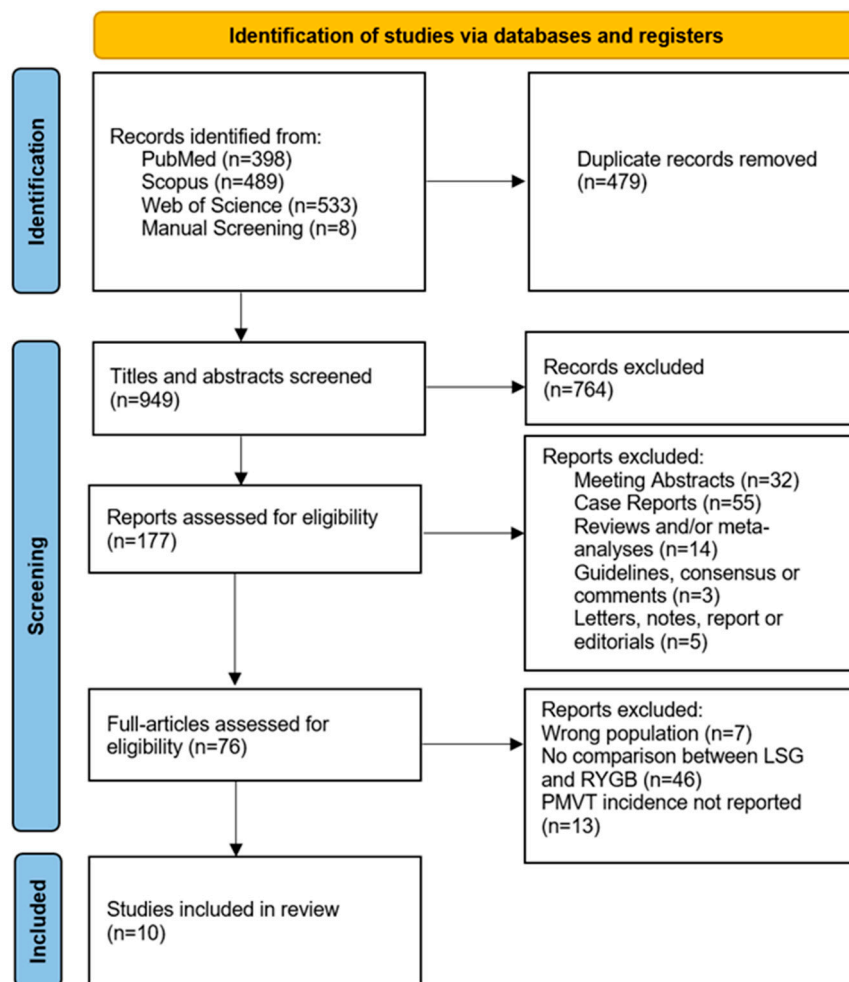 Identification of studies via databases and registers
Identification
Records identified from:
PubMed (n=398)
Scopus (n=489)
Web of Science (n=533)
Manual Screening (n=8)
Duplicate records removed
(n=479)
Screening
Titles and abstracts screened
(n=949)
Records excluded
(n=764)
Reports assessed for eligibility
(n=177)
Reports excluded:
Meeting Abstracts (n=32)
Case Reports (n=55)
Reviews and/or meta-
analyses (n=14)
Guidelines, consensus or
comments (n=3)
Letters, notes, report or
editorials (n=5)
Full-articles assessed for
eligibility (n=76)
Reports excluded:
Wrong population (n=7)
No comparison between LSG
and RYGB (n=46)
PMVT incidence not reported
(n=13)
Included
Studies included in review
(n=10)